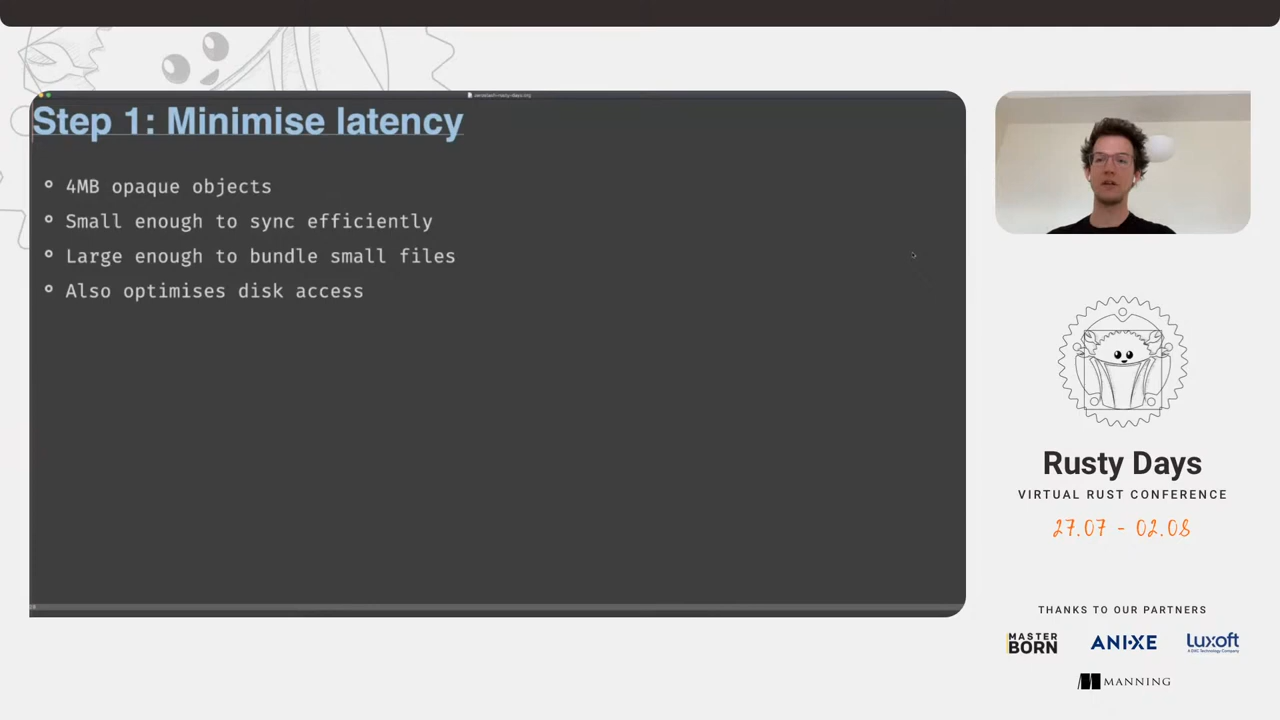 Step 1: Minimise latency
4MB opaque objects
Small enough to sync efficiently
Large enough to bundle small files
Also optimises disk access
Rusty Days
VIRTUAL RUST CONFERENCE
27.07 - 02.08
THANKS TO OUR PARTNERS
MASTER
BORN
ANIXE
luxoft
MANNING